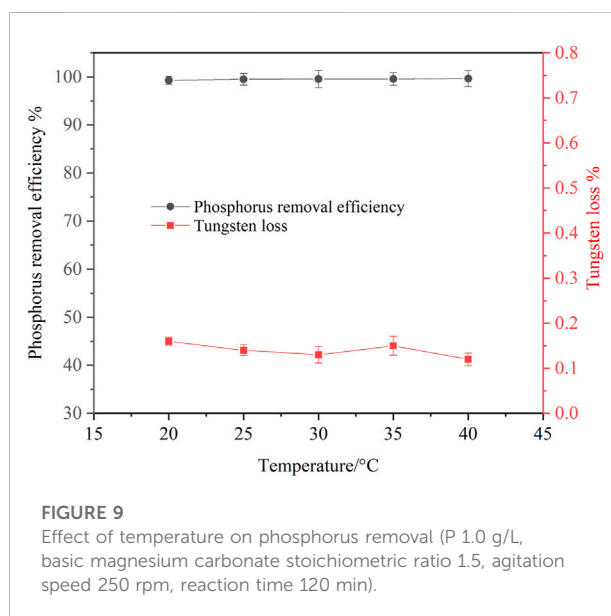 100
90
80
70
60
50
40
30
Phosphorus removal efficiency %
Phosphorus removal efficiency
Tungsten loss
0.8
0.7
0.6
0.5
0.4
0.3
0.2
0.1
0.0
Tungsten loss %
15 20 25 30 35 40 45
Temperature/°C
FIGURE 9
Effect of temperature on phosphorus removal (P 1.0 g/L,
basic magnesium carbonate stoichiometric ratio 1.5, agitation
speed 250 rpm, reaction time 120 min).